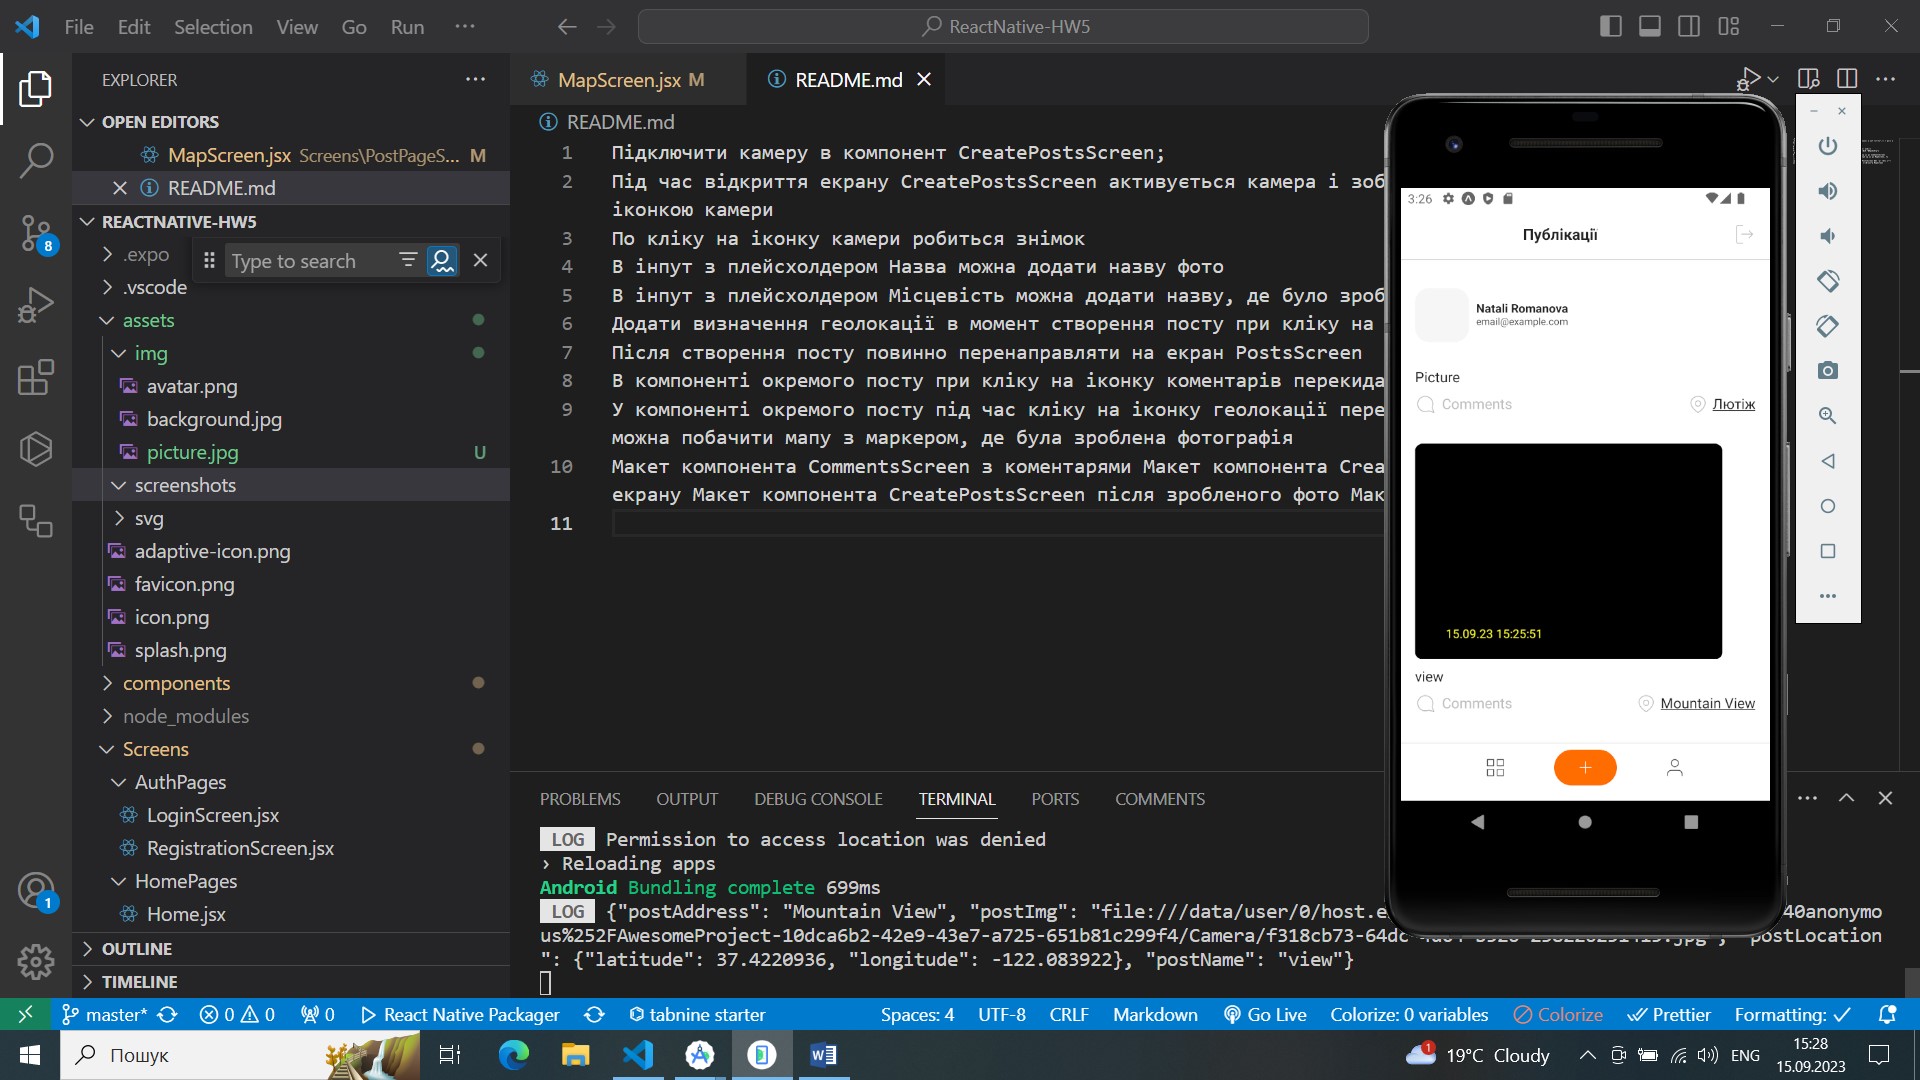 File Edit Selection View Go Run
ReactNative-HW5
EXPLORER
OPEN EDITORS
MapScreen.jsx Screens\PostPageS... M
README.md
REACTNATIVE-HW5
.expo
Type to search
.vscode
assets
img
avatar.png
background.jpg
picture.jpg U
screenshots
svg
adaptive-icon.png
favicon.png
icon.png
splash.png
components
node_modules
Screens
AuthPages
LoginScreen.jsx
RegistrationScreen.jsx
HomePages
Home.jsx
OUTLINE
TIMELINE
8
1
MapScreen.jsx M
README.md
README.md
1 Підключити камеру в компонент CreatePostsScreen;
2 Під час відкриття екрану CreatePostsScreen активується камера і зоб
іконкою камери
3 По кліку на іконку камери робиться знімок
4 В інпут з плейсхолдером Назва можна додати назву фото
5 В інпут з плейсхолдером Місцевість можна додати назву, де було зроб
6 Додати визначення геолокації в момент створення посту при кліку на
7 Після створення посту повинно перенаправляти на екран PostsScreen
8 В компоненті окремого посту при кліку на іконку коментарів перекида
9 У компоненті окремого посту під час кліку на іконку геолокації пере
можна побачити мапу з маркером, де була зроблена фотографія
10 Макет компонента CommentsScreen з коментарями Макет компонента Crea
екрану Макет компонента CreatePostsScreen після зробленого фото Мак
11
3:26
Публікації
Natali Romanova
email@example.com
Picture
Comments
Лютіж
15.09.23 15:25:51
view
Comments
Mountain View
PROBLEMS OUTPUT DEBUG CONSOLE TERMINAL PORTS COMMENTS
LOG Permission to access location was denied
› Reloading apps
Android Bundling complete 699ms
LOG {"postAddress": "Mountain View", "postImg": "file:///data/user/0/host.e 40anonymo
us%252FAwesomeProject-10dca6b2-42e9-43e7-a725-651b81c299f4/Camera/f318cb73-64dc postLocation
": {"latitude": 37.4220936, "longitude": -122.083922}, "postName": "view"}
master* 0 0 0 React Native Packager tabnine starter Spaces: 4 UTF-8 CRLF Markdown Go Live Colorize: 0 variables Colorize Prettier Formatting:
Пошук
1 19°C Cloudy ENG
15:28
15.09.2023